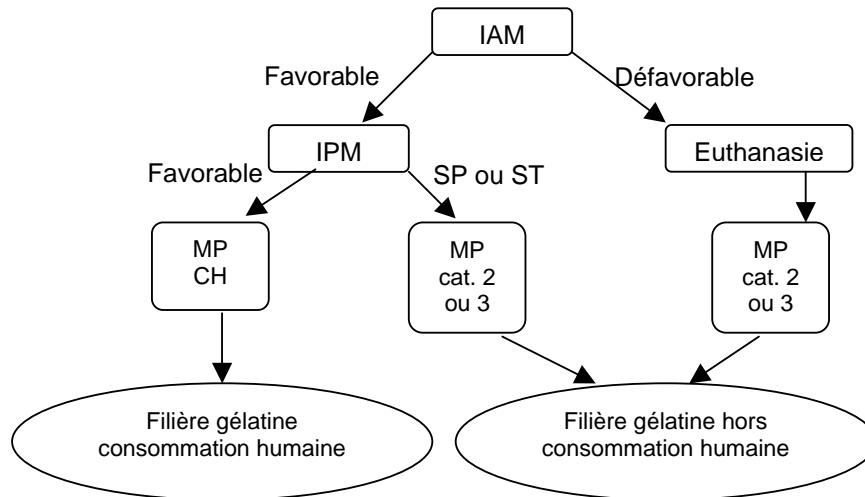 IAM
Favorable
Défavorable
IPM
Euthanasie
Favorable
SP ou ST
MP
CH
MP
cat. 2
ou 3
MP
cat. 2
ou 3
Filière gélatine
consommation humaine
Filière gélatine hors
consommation humaine